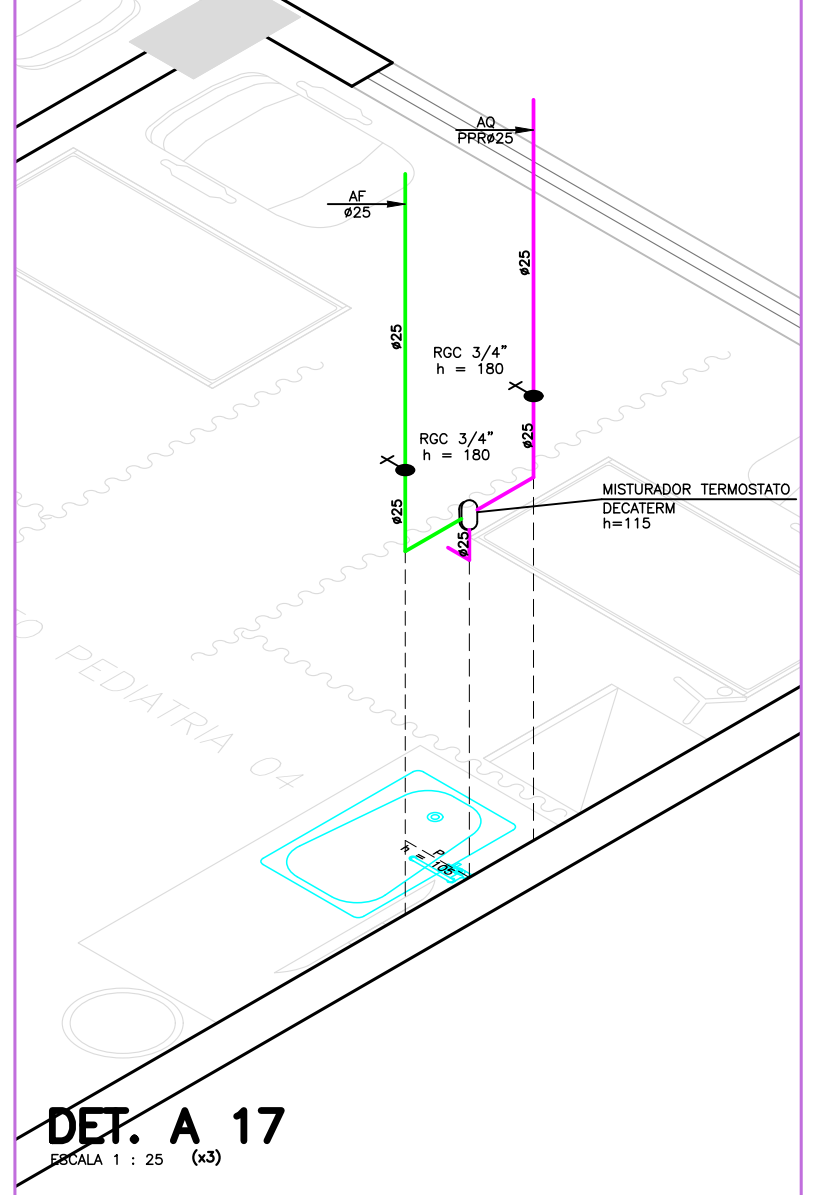 AQ
PPRø25
AF
ø25
ø25
ø25
RGC 3/4"
h = 180
ø25
RGC 3/4"
h = 180
ø25
MISTURADOR TERMOSTATO
DECATERM
h=115
ø25
O PEDIATRIA 04
P
h = 105
DET. A 17
ESCALA 1 : 25 (x3)